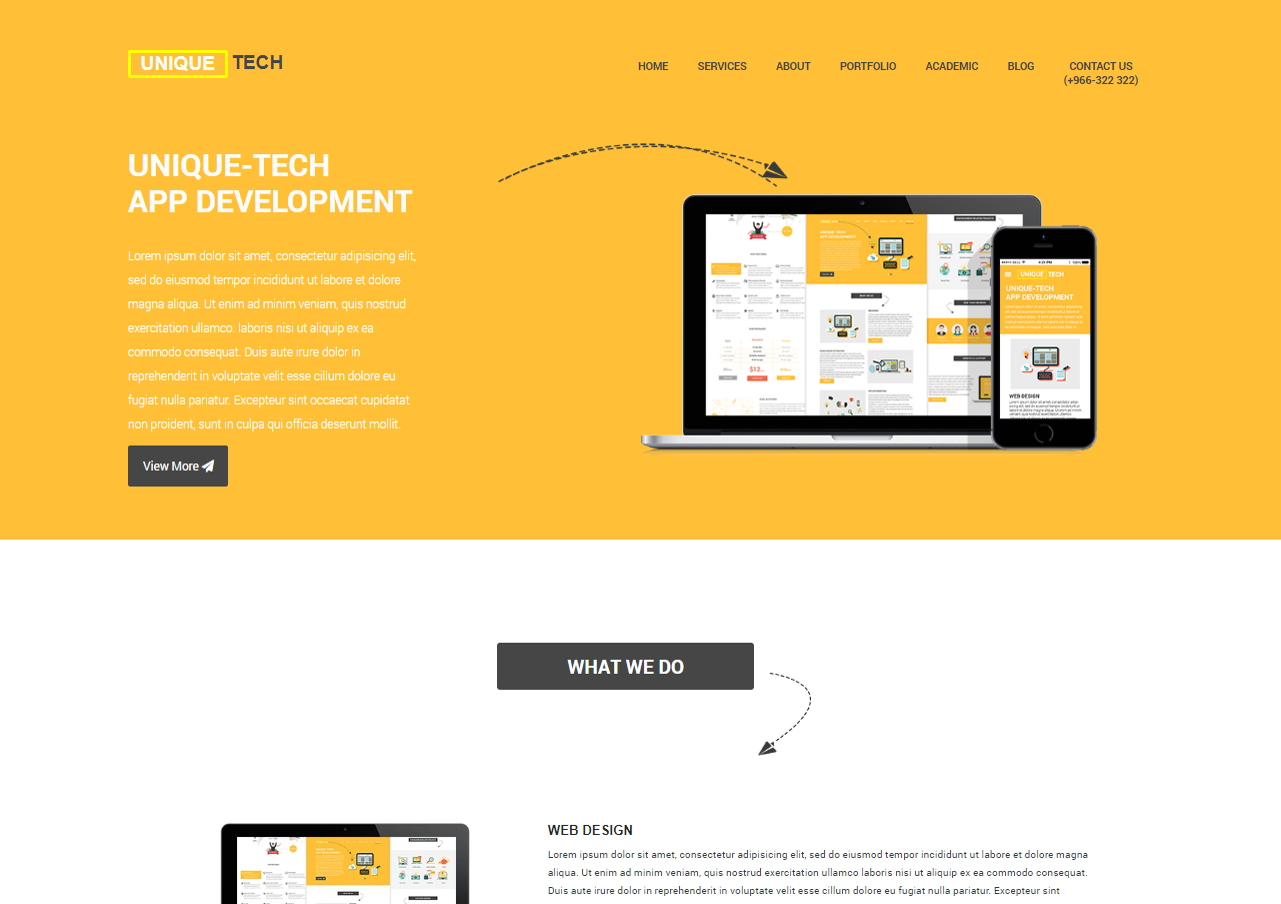 UNIQUE TECH
HOME SERVICES ABOUT PORTFOLIO ACADEMIC BLOG CONTACT US
(+966-322 322)
UNIQUE-TECH
APP DEVELOPMENT
Lorem ipsum dolor sit amet, consectetur adipisicing elit,
sed do eiusmod tempor incididunt ut labore et dolore
magna aliqua. Ut enim ad minim veniam, quis nostrud
exercitation ullamco. laboris nisi ut aliquip ex ea
commodo consequat. Duis aute irure dolor in
reprehenderit in voluptate velit esse cillum dolore eu
fugiat nulla pariatur. Excepteur sint occaecat cupidatat
non proident, sunt in culpa qui officia deserunt mollit.
View More
UNIQUE TECH
UNIQUE-TECH
APP DEVELOPMENT
WEB DESIGN
WHAT WE DO
WEB DESIGN
Lorem ipsum dolor sit amet, consectetur adipisicing elit, sed do eiusmod tempor incididunt ut labore et dolore magna
aliqua. Ut enim ad minim veniam, quis nostrud exercitation ullamco laboris nisi ut aliquip ex ea commodo consequat.
Duis aute irure dolor in reprehenderit in voluptate velit esse cillum dolore eu fugiat nulla pariatur. Excepteur sint